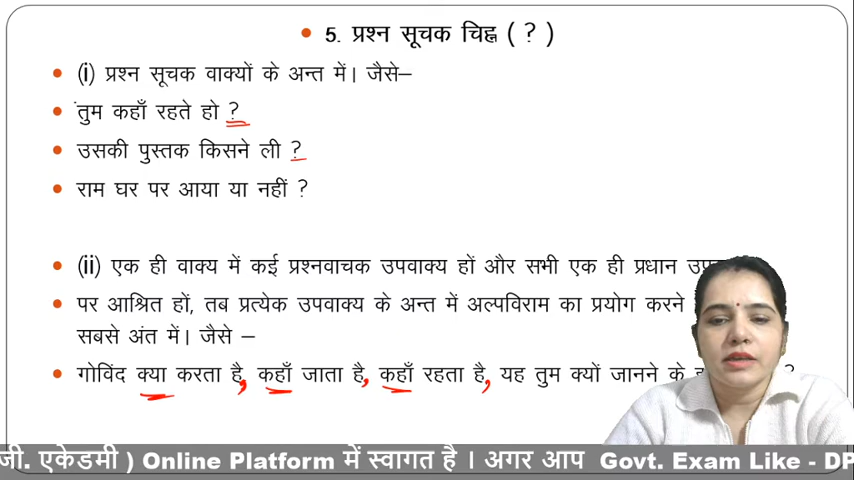 5. प्रश्न सूचक चिह्न ( ? )
(i) प्रश्न सूचक वाक्यों के अन्त में। जैसे–
तुम कहाँ रहते हो ?
उसकी पुस्तक किसने ली ?
राम घर पर आया या नहीं ?
(ii) एक ही वाक्य में कई प्रश्नवाचक उपवाक्य हों और सभी एक ही प्रधान
पर आश्रित हों, तब प्रत्येक उपवाक्य के अन्त में अल्पविराम का प्रयोग करने
सबसे अंत में। जैसे –
गोविंद क्या करता है, कहाँ जाता है, कहाँ रहता है, यह तुम क्यों जानने के ?
जी. एकेडमी ) Online Platform में स्वागत है । अगर आप Govt. Exam Like - DP